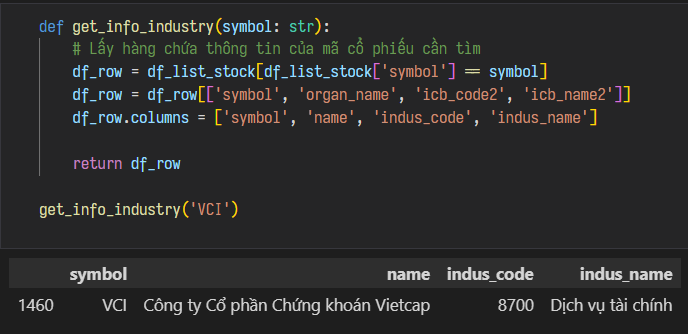 def get_info_industry(symbol: str):
# Lấy hàng chứa thông tin của mã cổ phiếu cần tìm
df_row = df_list_stock[df_list_stock['symbol'] == symbol]
df_row = df_row[['symbol', 'organ_name', 'icb_code2', 'icb_name2']]
df_row.columns = ['symbol', 'name', 'indus_code', 'indus_name']
return df_row
get_info_industry('VCI')
symbol name indus_code indus_name
1460 VCI Công ty Cổ phần Chứng khoán Vietcap 8700 Dịch vụ tài chính